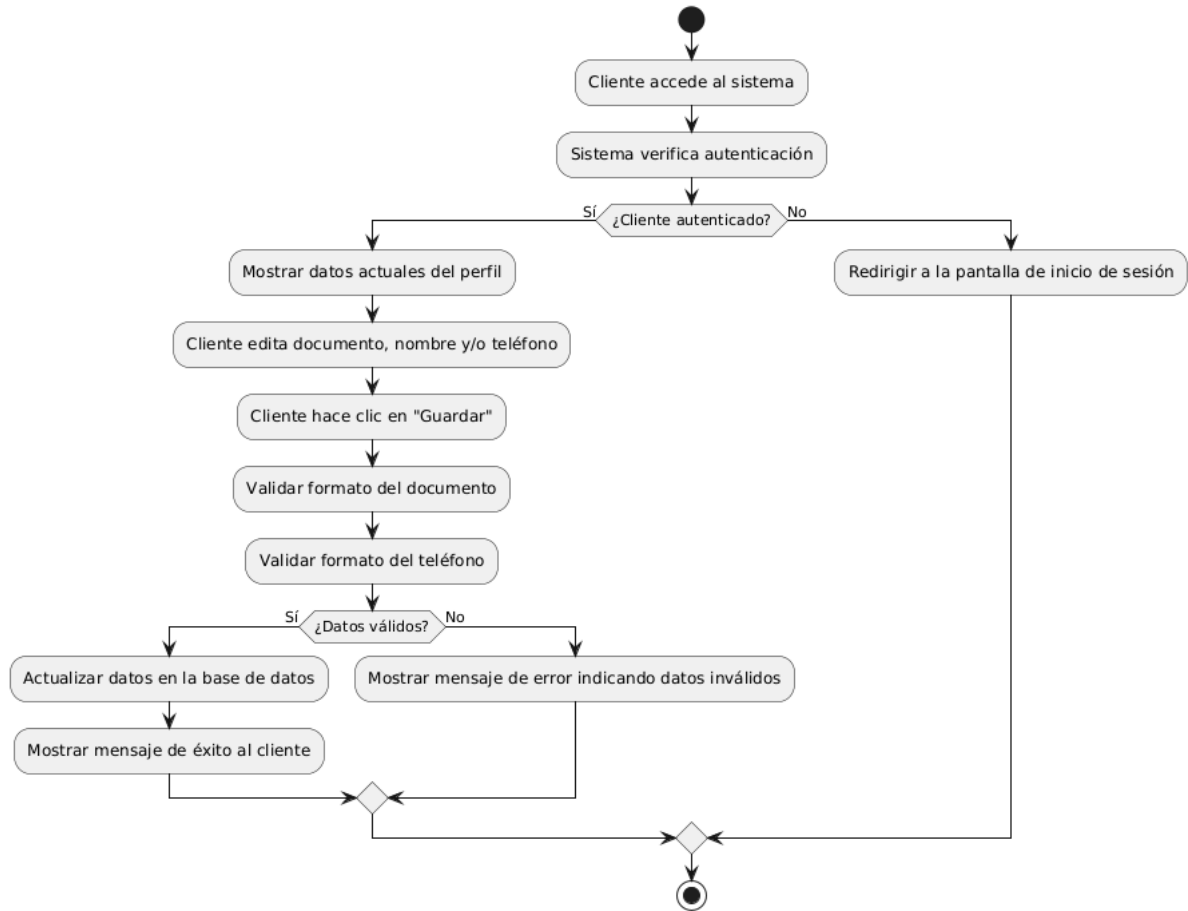 Cliente accede al sistema
Sistema verifica autenticación
¿Cliente autenticado?
Sí
No
Mostrar datos actuales del perfil
Redirigir a la pantalla de inicio de sesión
Cliente edita documento, nombre y/o teléfono
Cliente hace clic en "Guardar"
Validar formato del documento
Validar formato del teléfono
¿Datos válidos?
Sí
No
Actualizar datos en la base de datos
Mostrar mensaje de error indicando datos inválidos
Mostrar mensaje de éxito al cliente